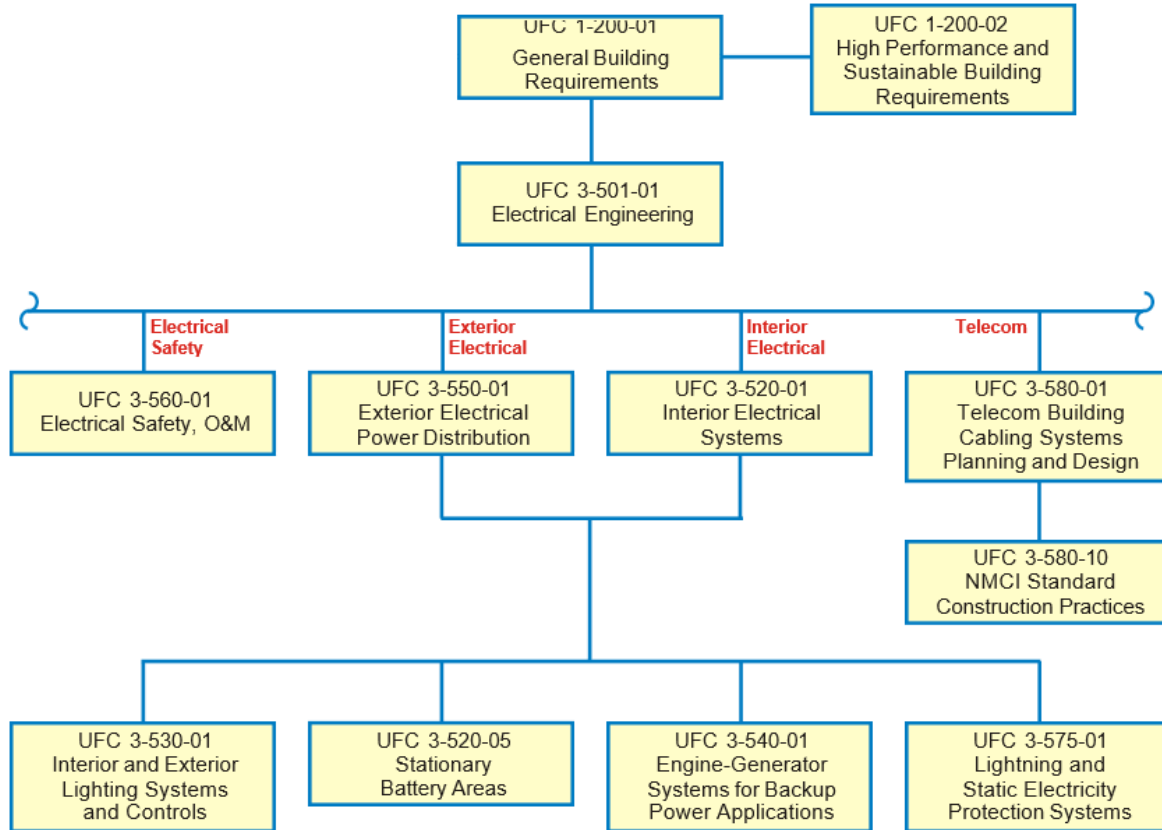 UFC 1-200-01
General Building
Requirements
UFC 1-200-02
High Performance and
Sustainable Building
Requirements
UFC 3-501-01
Electrical Engineering
Electrical
Safety
Exterior
Electrical
Interior
Electrical
Telecom
UFC 3-560-01
Electrical Safety, O&M
UFC 3-550-01
Exterior Electrical
Power Distribution
UFC 3-520-01
Interior Electrical
Systems
UFC 3-580-01
Telecom Building
Cabling Systems
Planning and Design
UFC 3-580-10
NMCI Standard
Construction Practices
UFC 3-530-01
Interior and Exterior
Lighting Systems
and Controls
UFC 3-520-05
Stationary
Battery Areas
UFC 3-540-01
Engine-Generator
Systems for Backup
Power Applications
UFC 3-575-01
Lightning and
Static Electricity
Protection Systems